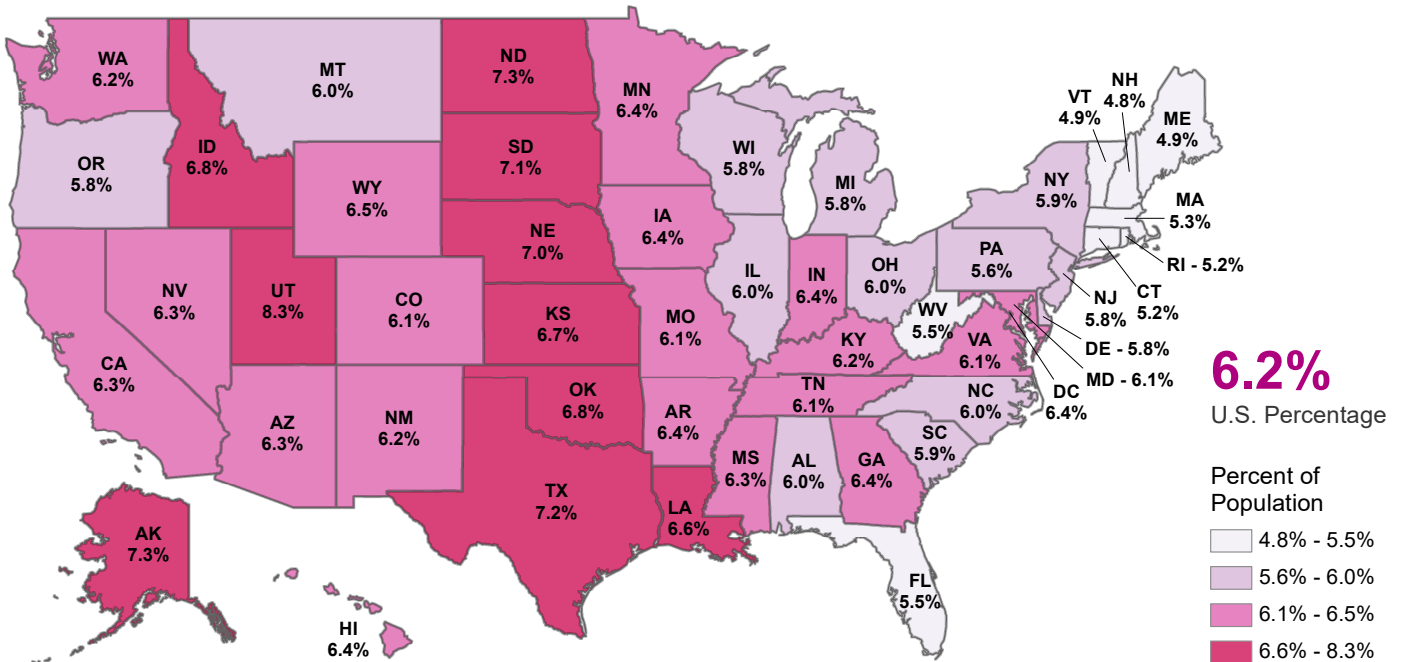 WA
6.2%
MT
6.0%
ND
7.3%
MN
6.4%
OR
5.8%
ID
6.8%
WY
6.5%
SD
7.1%
WI
5.8%
MI
5.8%
NY
5.9%
VT
4.9%
NH
4.8%
ME
4.9%
MA
5.3%
RI - 5.2%
CT
5.2%
NJ
5.8%
DE - 5.8%
MD - 6.1%
DC
6.4%
NV
6.3%
UT
8.3%
CO
6.1%
NE
7.0%
IA
6.4%
IL
6.0%
IN
6.4%
OH
6.0%
PA
5.6%
WV
5.5%
VA
6.1%
CA
6.3%
KS
6.7%
MO
6.1%
KY
6.2%
AZ
6.3%
NM
6.2%
OK
6.8%
AR
6.4%
TN
6.1%
NC
6.0%
SC
5.9%
TX
7.2%
LA
6.6%
MS
6.3%
AL
6.0%
GA
6.4%
FL
5.5%
AK
7.3%
HI
6.4%
6.2%
U.S. Percentage
Percent of
Population
4.8% - 5.5%
5.6% - 6.0%
6.1% - 6.5%
6.6% - 8.3%